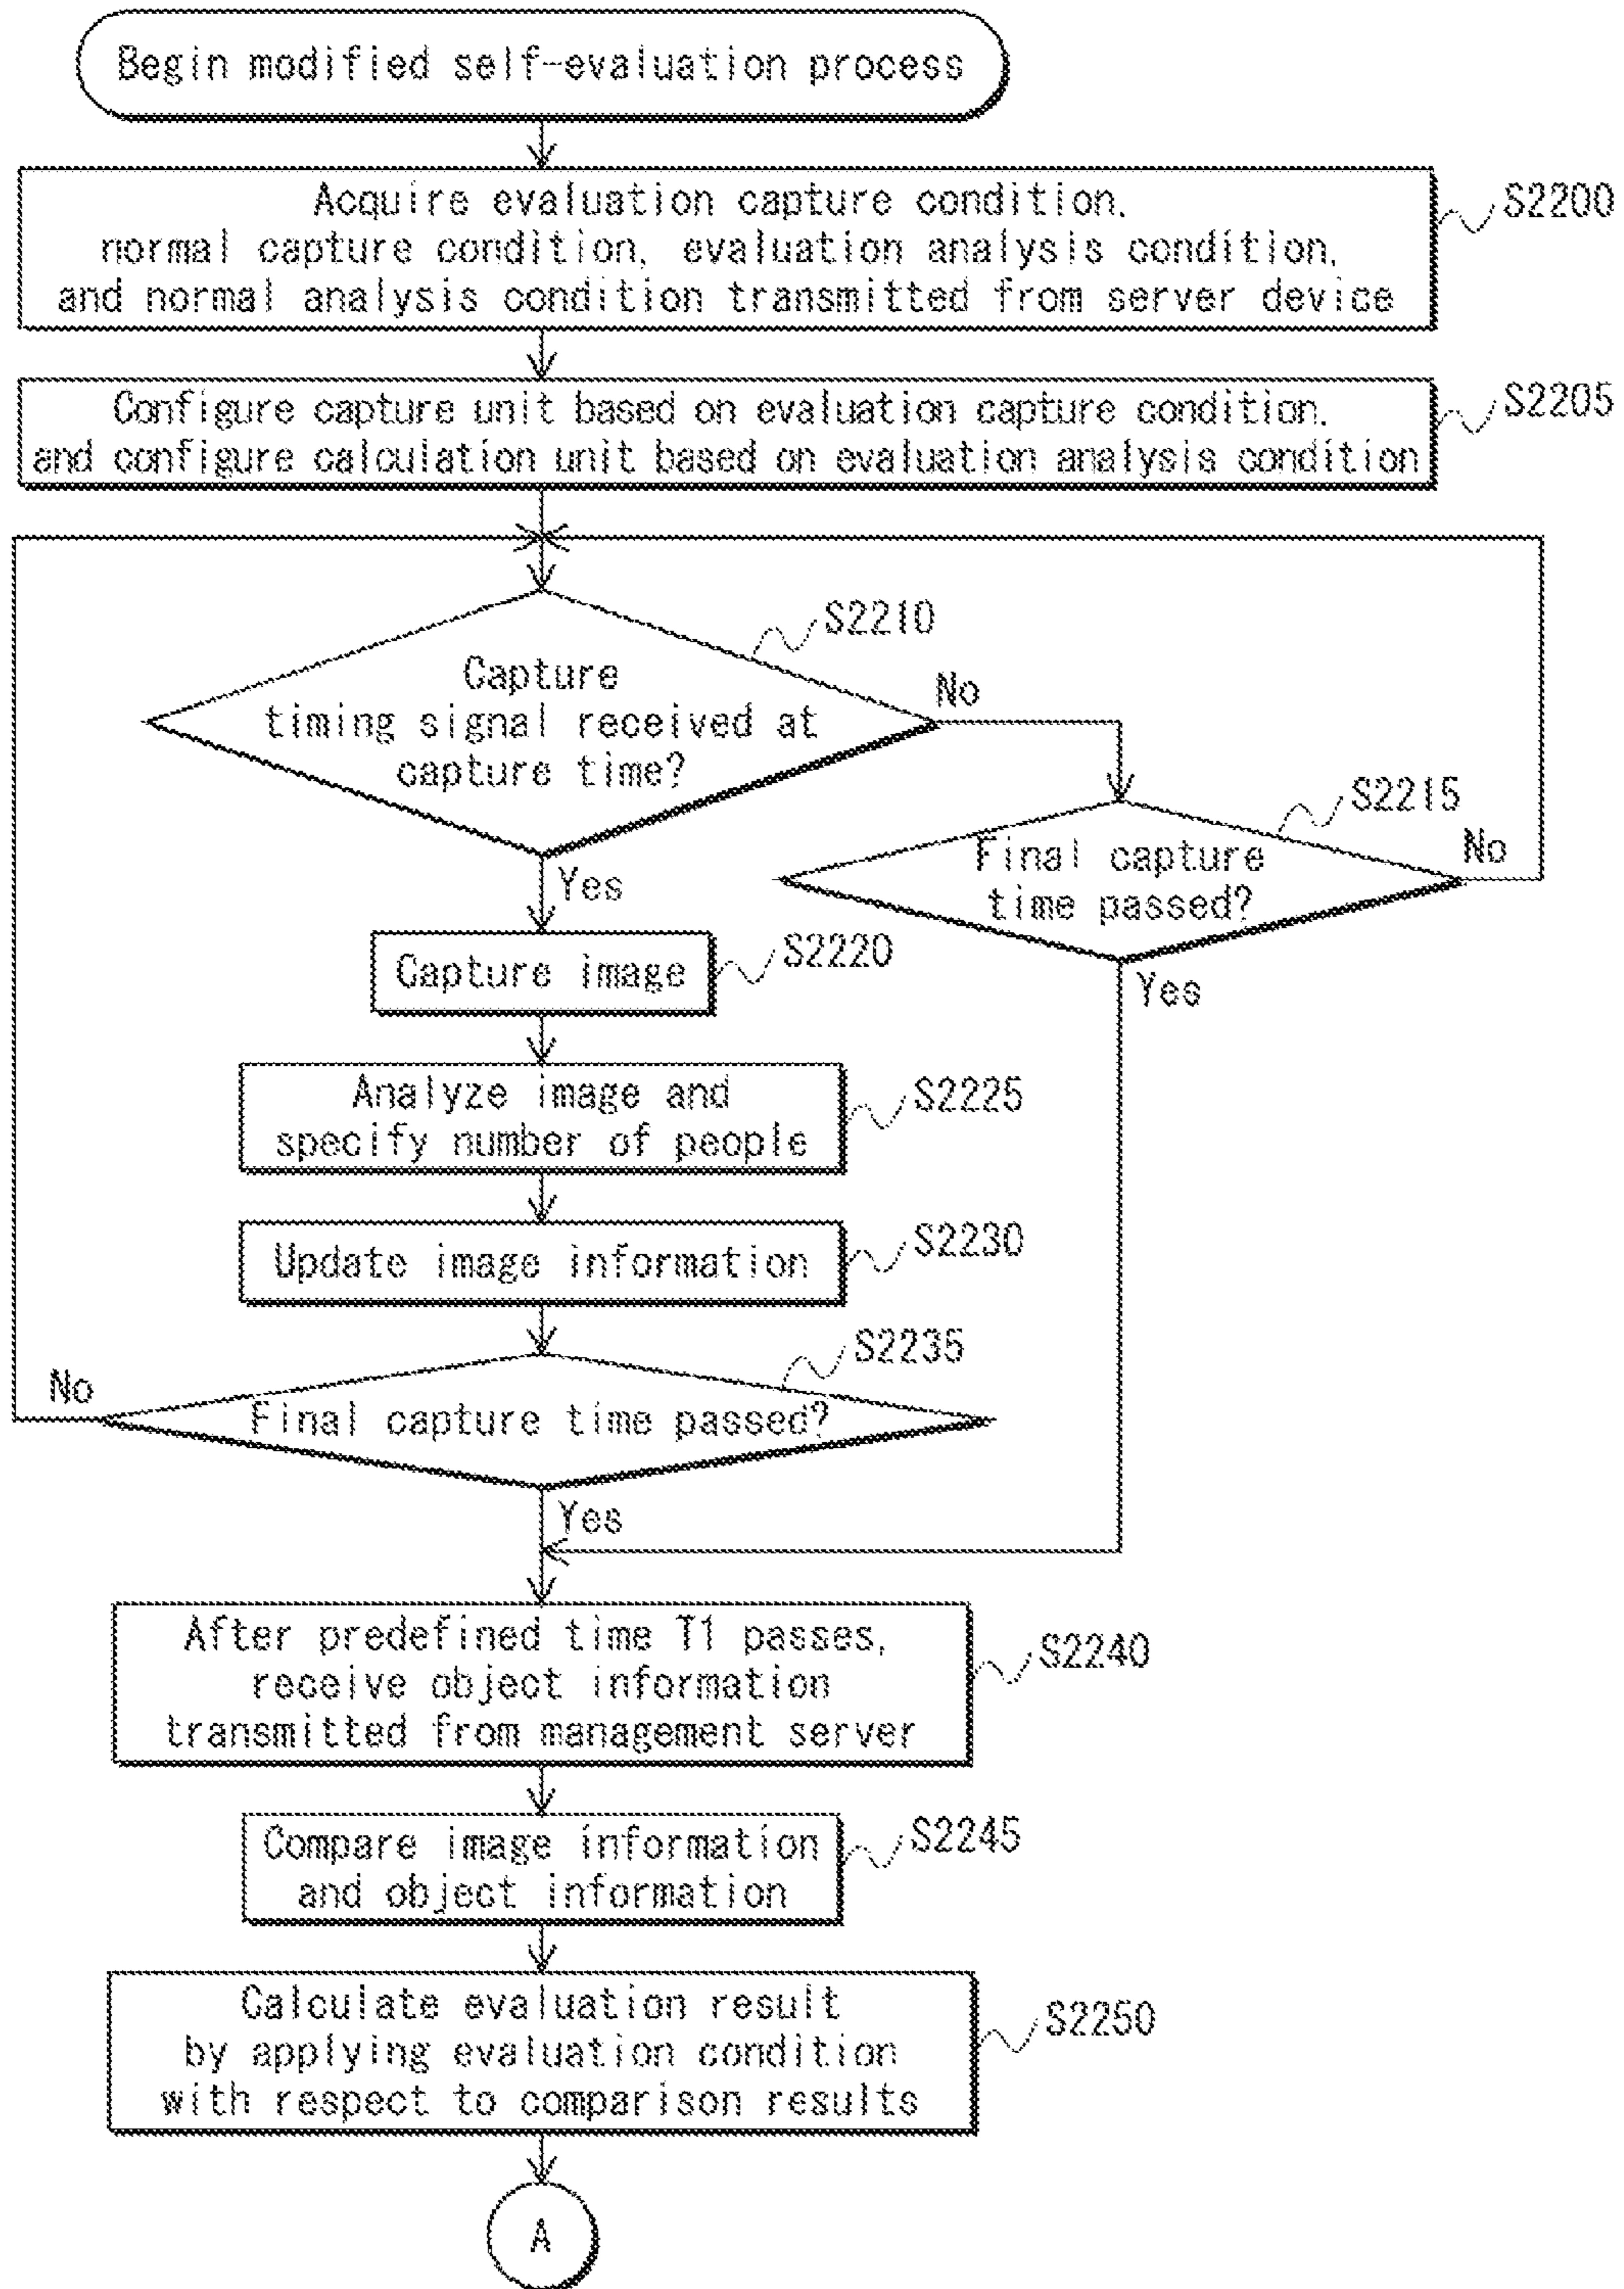 Begin modified self-evaluation process
Acquire evaluation capture condition,
normal capture condition, evaluation analysis condition,
and normal analysis condition transmitted from server device
S2200
Configure capture unit based on evaluation capture condition,
and configure calculation unit based on evaluation analysis condition
S2205
S2210
Capture
timing signal received at
capture time?
No
S2215
Final capture
time passed?
No
Yes
Yes
Capture image
S2220
Analyze image and
specify number of people
S2225
Update image information
S2230
S2235
No
Final capture time passed?
Yes
After predefined time T1 passes,
receive object information
transmitted from management server
S2240
Compare image information
and object information
S2245
Calculate evaluation result
by applying evaluation condition
with respect to comparison results
S2250
A